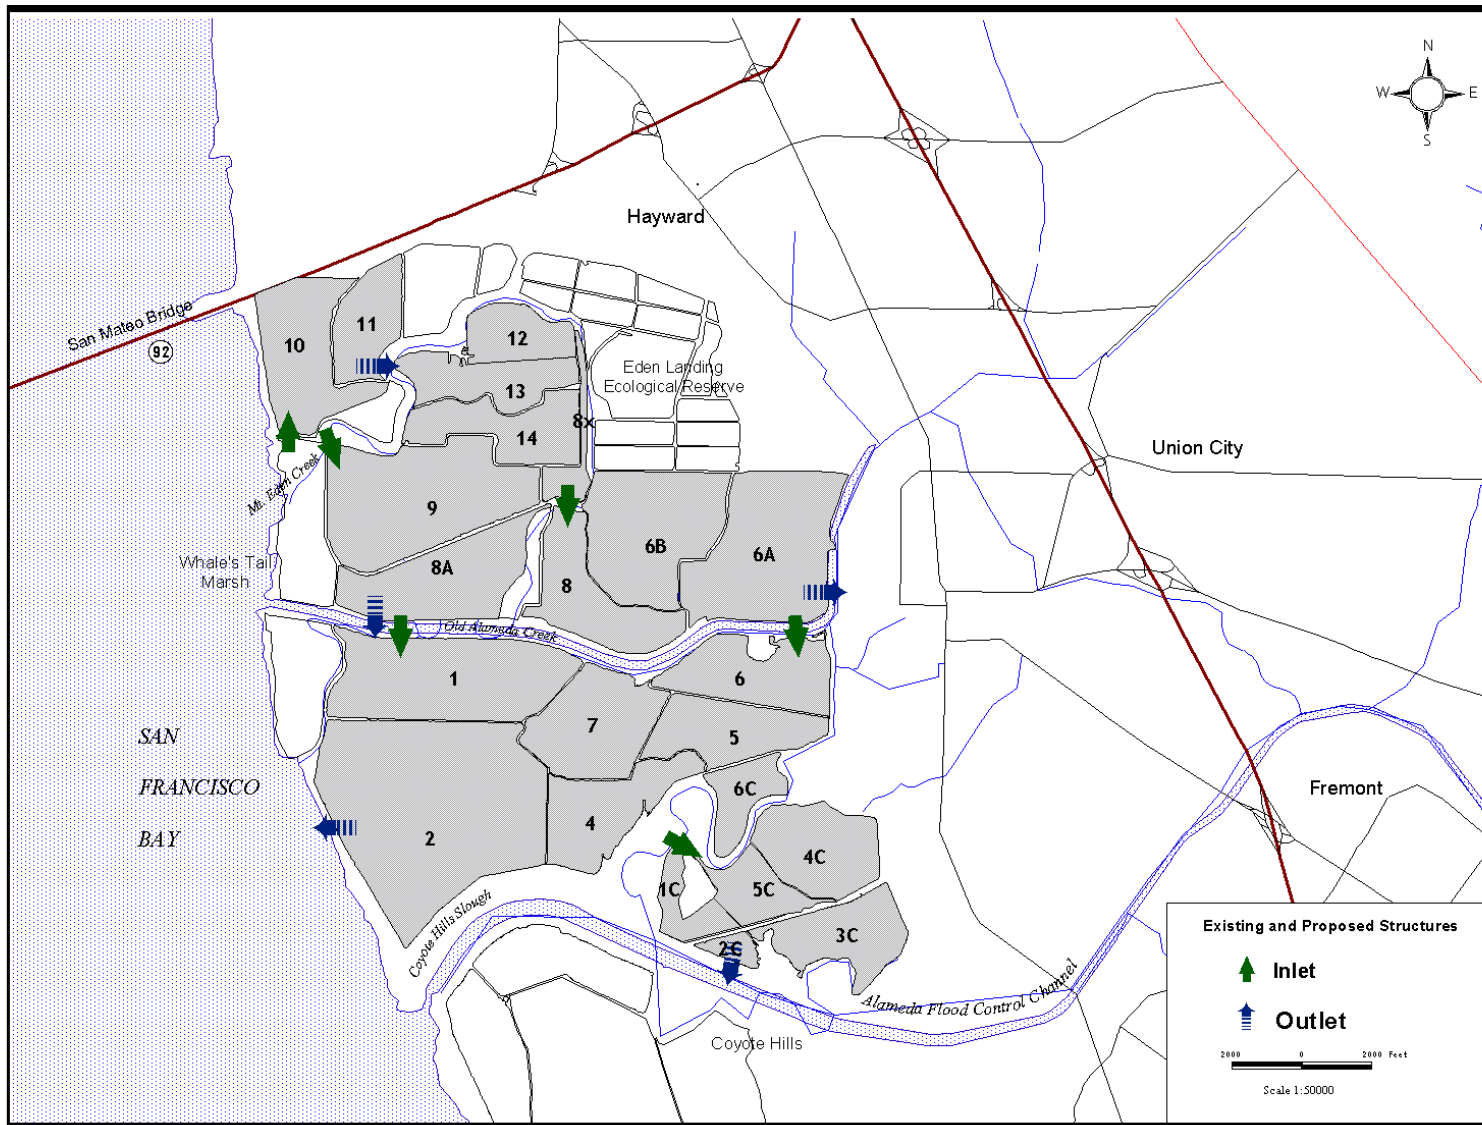 N
W E
S
Hayward
San Mateo Bridge
92
11
10
12
Eden Landing
Ecological Reserve
13
8x
14
Union City
Mt. Eden Creek
9
6B
6A
Whale's Tail
Marsh
8A
8
Old Alameda Creek
1
6
7
5
SAN
FRANCISCO
BAY
6C
Fremont
4
2
4C
1C
5C
Coyote Hills Slough
3C
2C
Alameda Flood Control Channel
Coyote Hills
Existing and Proposed Structures
Inlet
Outlet
2000 0 2000 Feet
Scale 1:50000